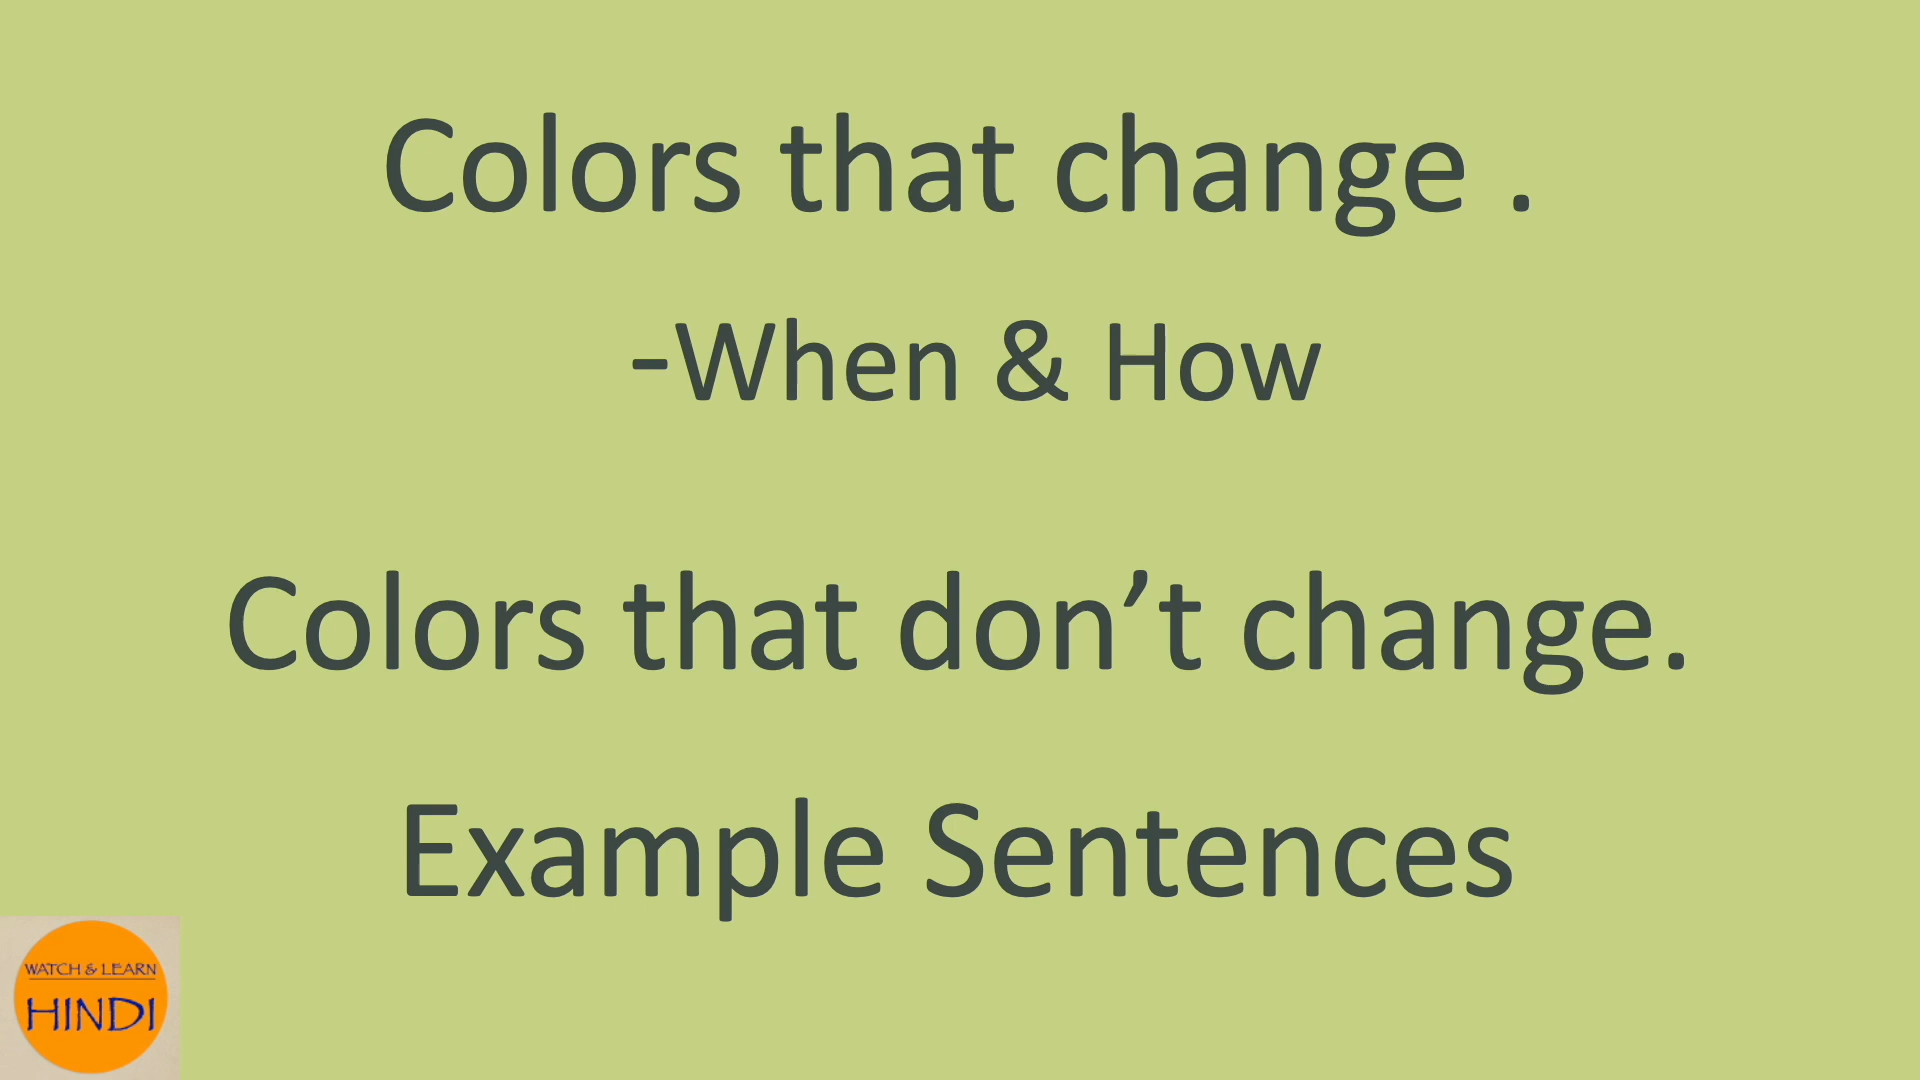 Colors that change .
-When & How
Colors that don’t change.
Example Sentences
WATCH & LEARN
HINDI